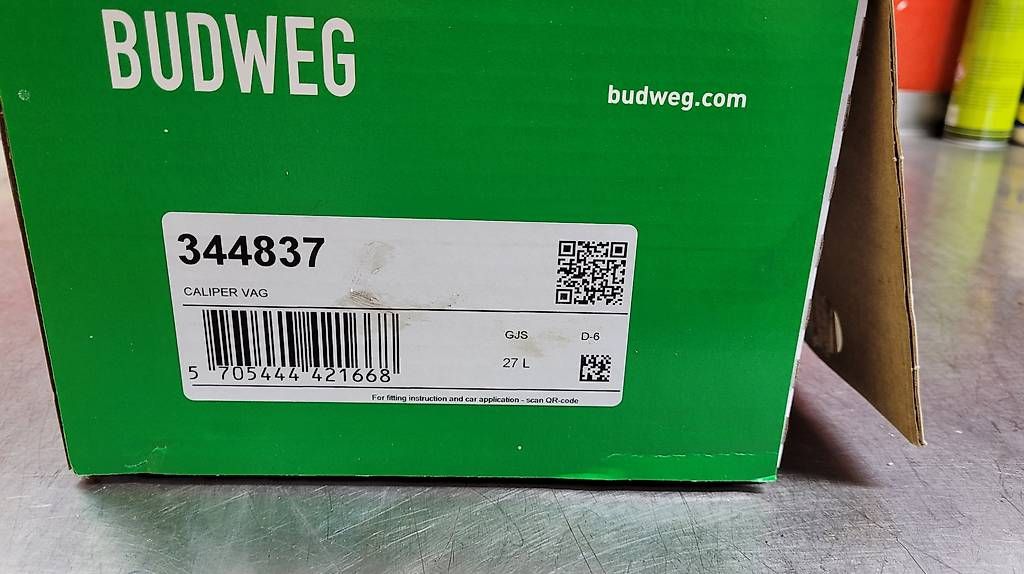 BUDWEG
budweg.com
344837
CALIPER VAG
GJS D-6
27 L
5 705444 421668
For fitting instruction and car application - scan QR-code